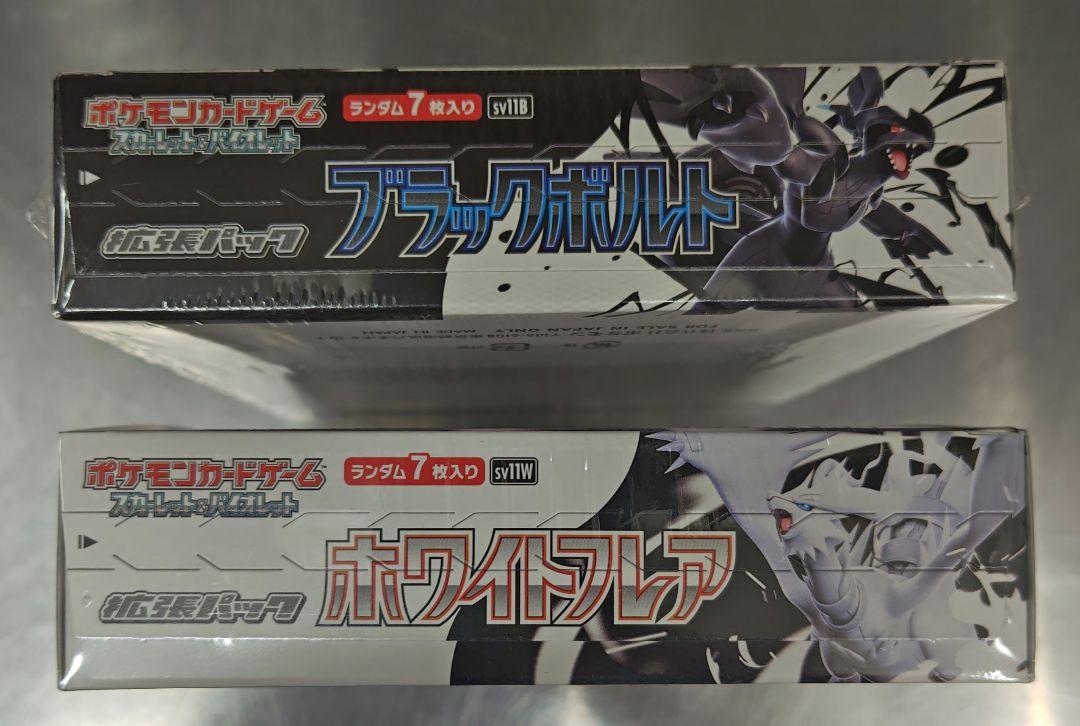 ポケモンカードゲーム
スカーレット&バイオレット
ランダム7枚入り
sv11B
ブラックボルト
拡張パック
FOR SALE IN JAPAN ONLY
MADE IN JAPAN
ポケモンカードゲーム
スカーレット&バイオレット
ランダム7枚入り
sv11W
ホワイトフレア
拡張パック